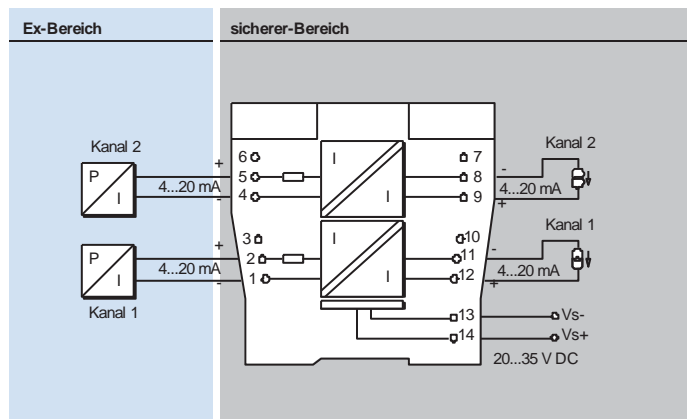 Ex-Bereich
sicherer-Bereich
Kanal 2
P
I
4...20 mA
+
-
6
5
4
I
I
7
8
9
-
+
Kanal 2
4...20 mA
P
I
Kanal 1
4...20 mA
+
-
3
2
1
I
I
10
11
12
-
+
Kanal 1
4...20 mA
13
Vs-
14
Vs+
20...35 V DC